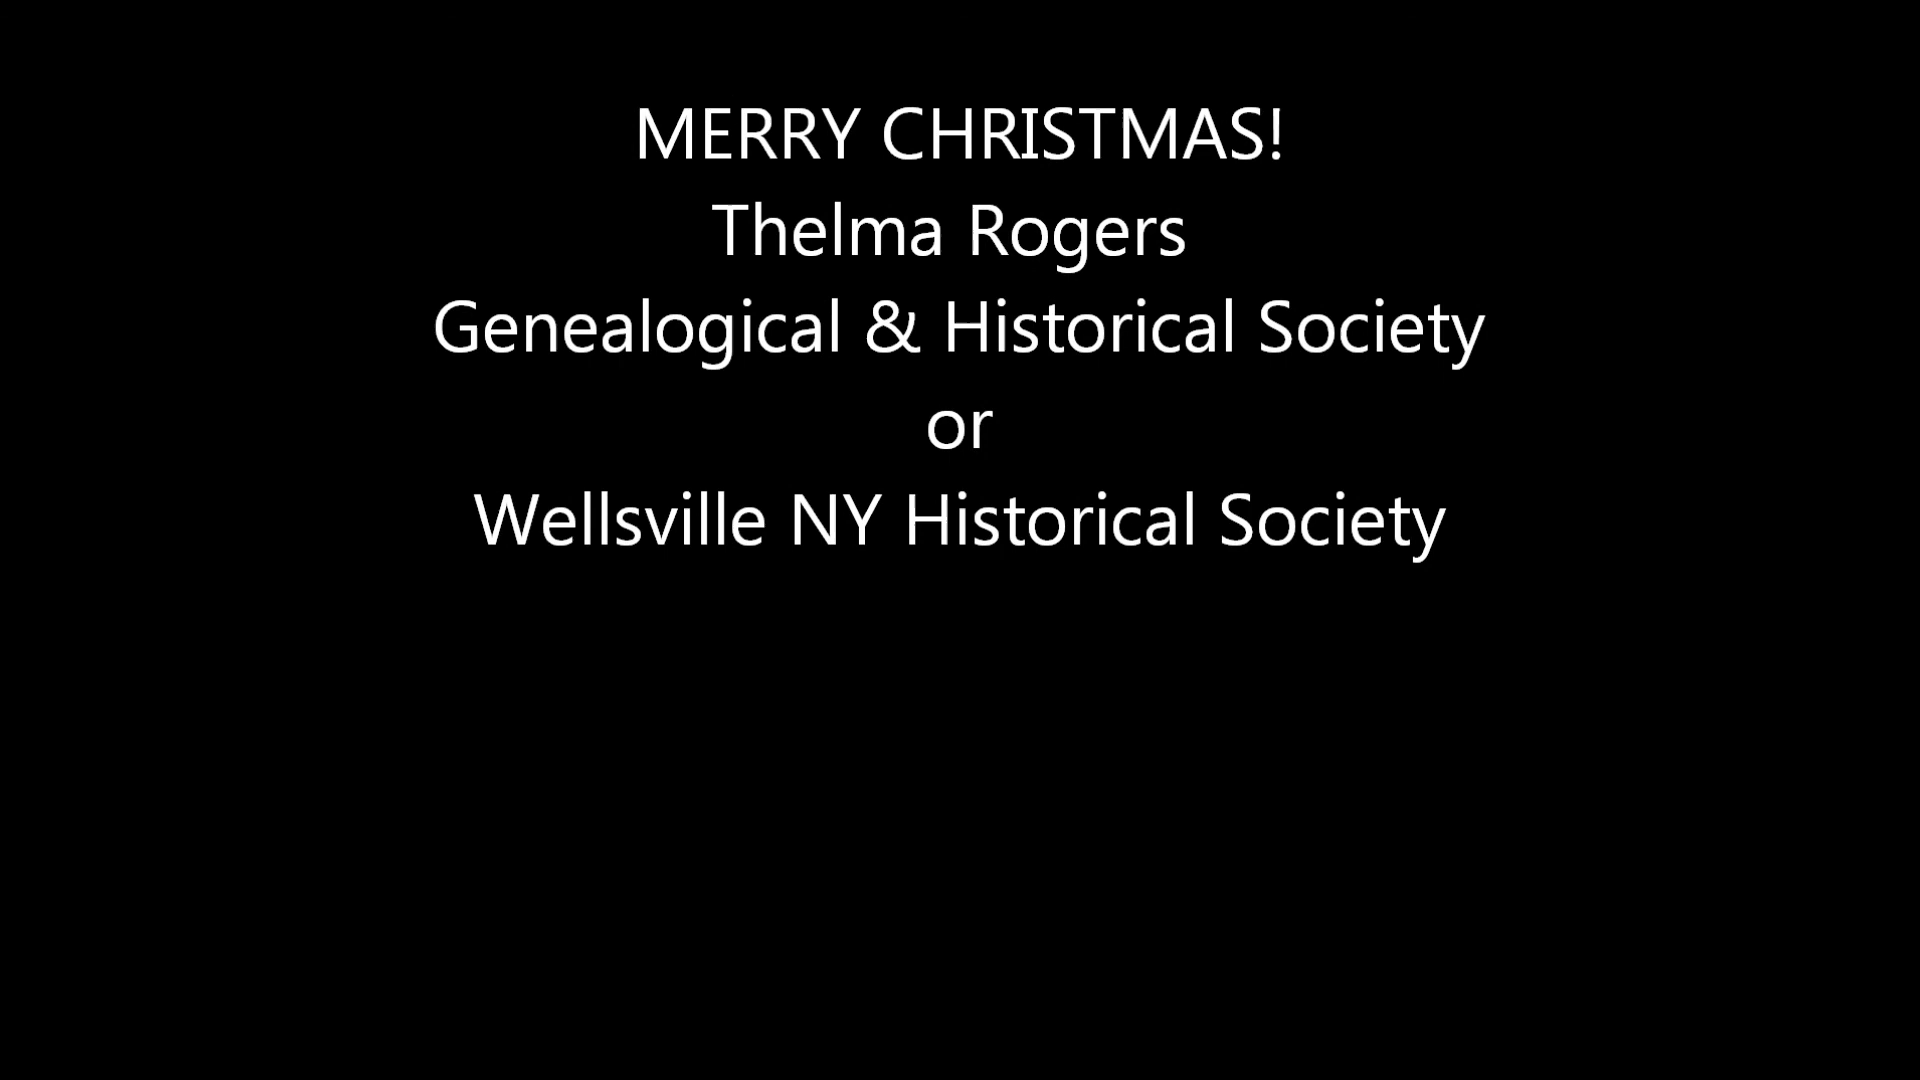 MERRY CHRISTMAS!
Thelma Rogers
Genealogical & Historical Society
or
Wellsville NY Historical Society